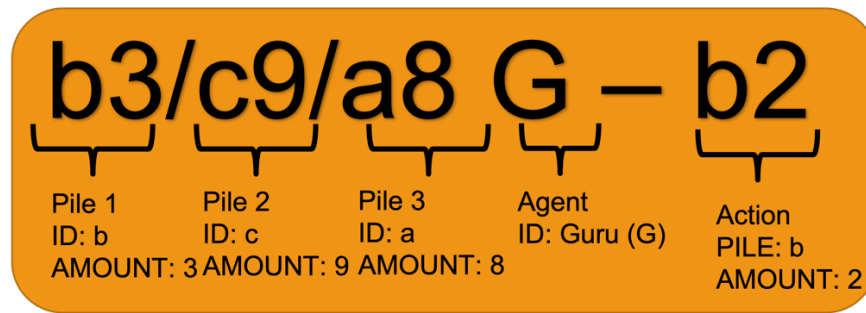 b3/c9/a8 G – b2
Pile 1
ID: b
AMOUNT: 3
Pile 2
ID: c
AMOUNT: 9
Pile 3
ID: a
AMOUNT: 8
Agent
ID: Guru (G)
Action
PILE: b
AMOUNT: 2